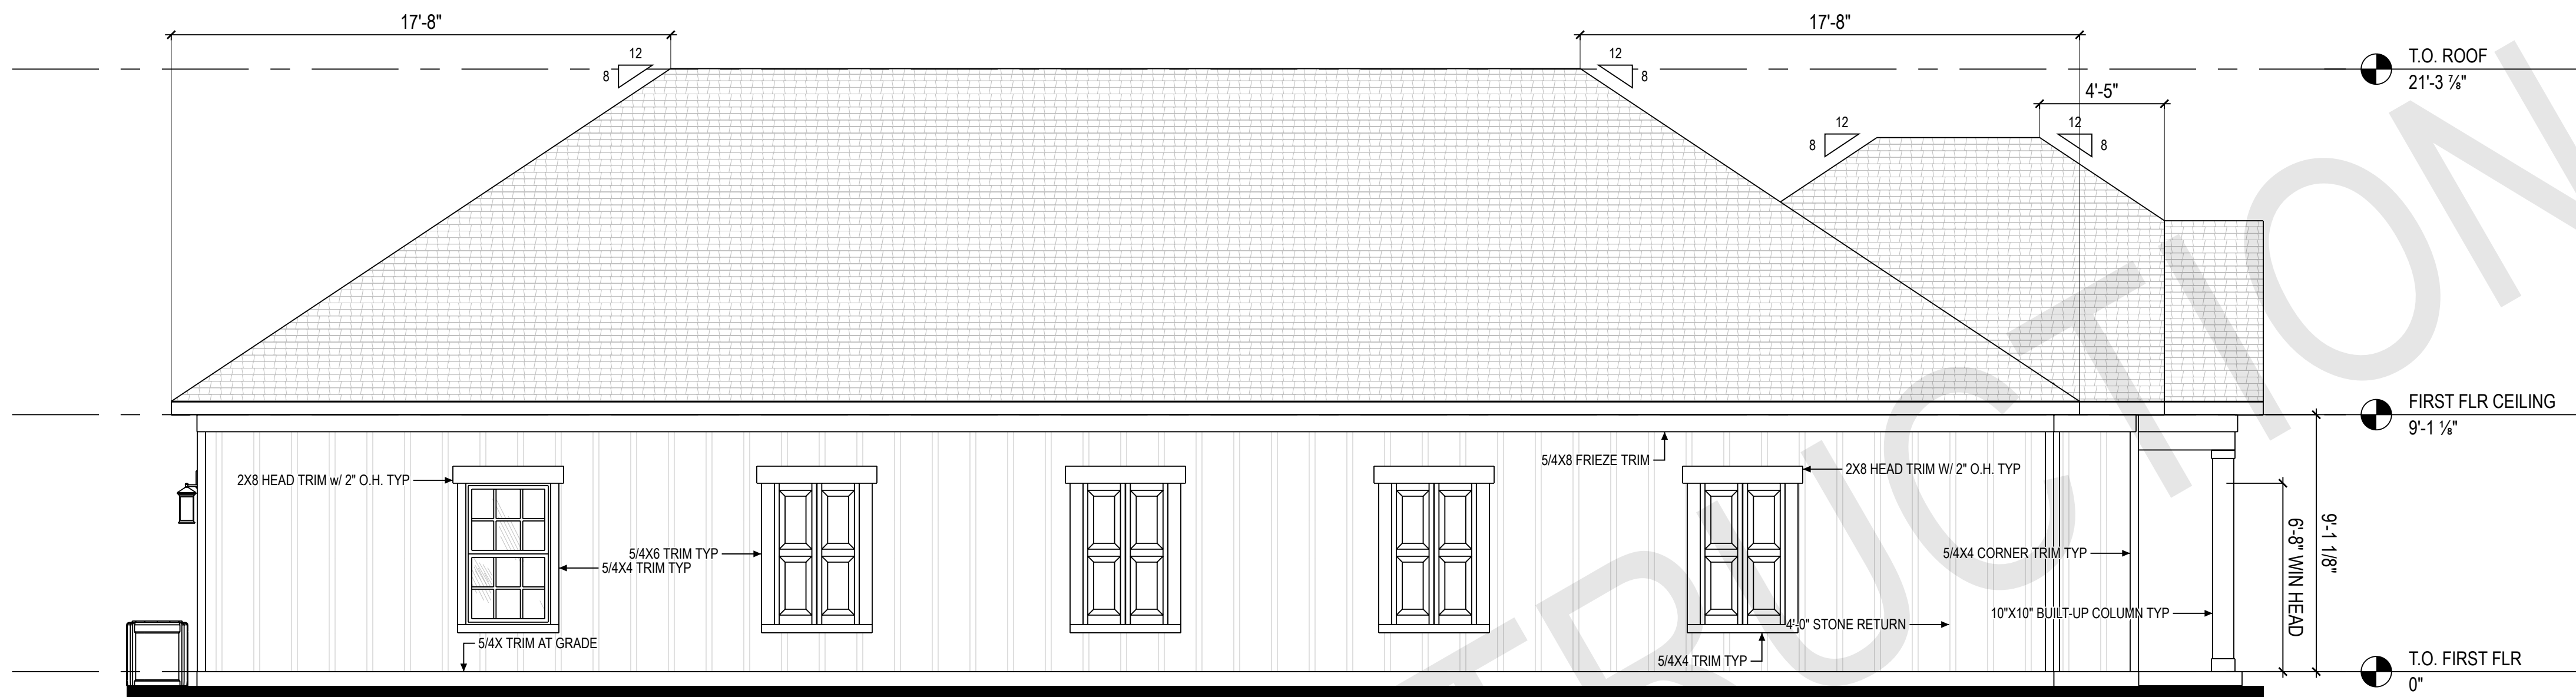 17'-8"
17'-8"
T.O. ROOF
21'-3 ⅞"
12
8
12
8
4'-5"
12
8
12
8
FIRST FLR CEILING
9'-1 ⅛"
5/4X8 FRIEZE TRIM
2X8 HEAD TRIM w/ 2" O.H. TYP
2X8 HEAD TRIM W/ 2" O.H. TYP
5/4X6 TRIM TYP
5/4X4 TRIM TYP
5/4X4 CORNER TRIM TYP
9'-1 1/8"
6'-8" WIN HEAD
10"X10" BUILT-UP COLUMN TYP
4'-0" STONE RETURN
5/4X TRIM AT GRADE
5/4X4 TRIM TYP
T.O. FIRST FLR
0"
TRUCTION